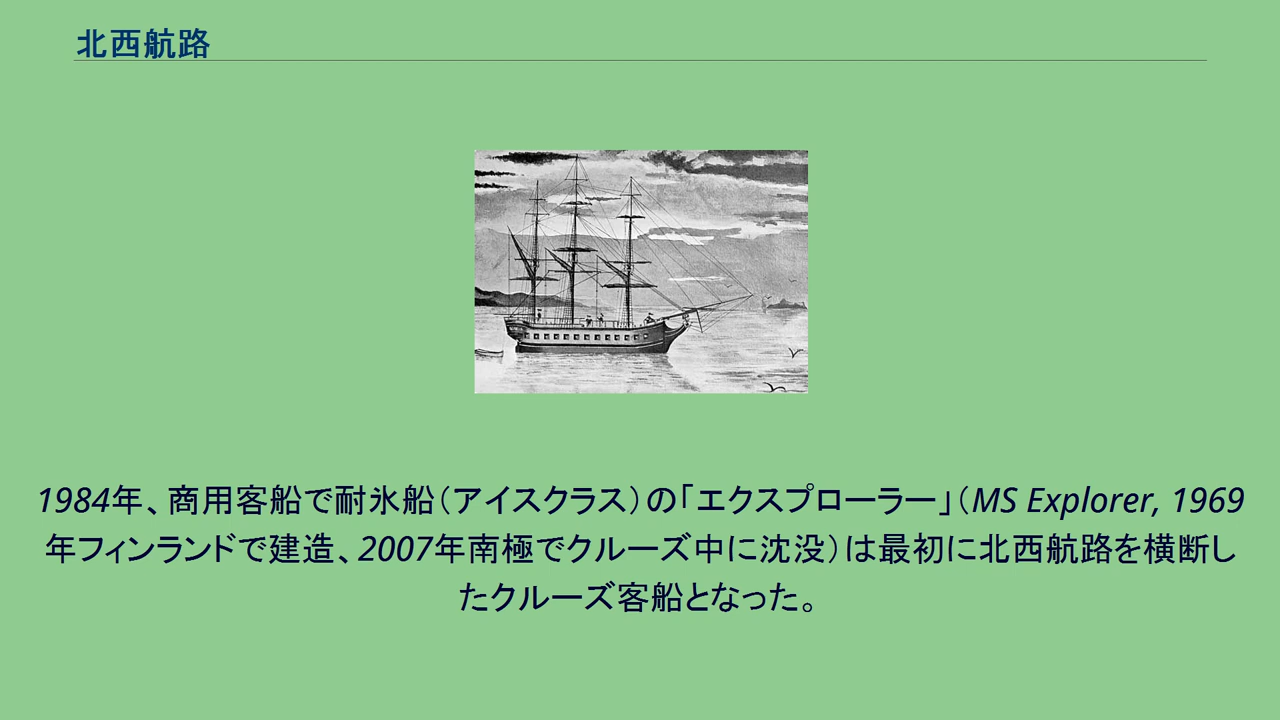 北西航路
1984年、商用客船で耐氷船（アイスクラス）の「エクスプローラー」（MS Explorer, 1969
年フィンランドで建造、2007年南極でクルーズ中に沈没）は最初に北西航路を横断し
たクルーズ客船となった。